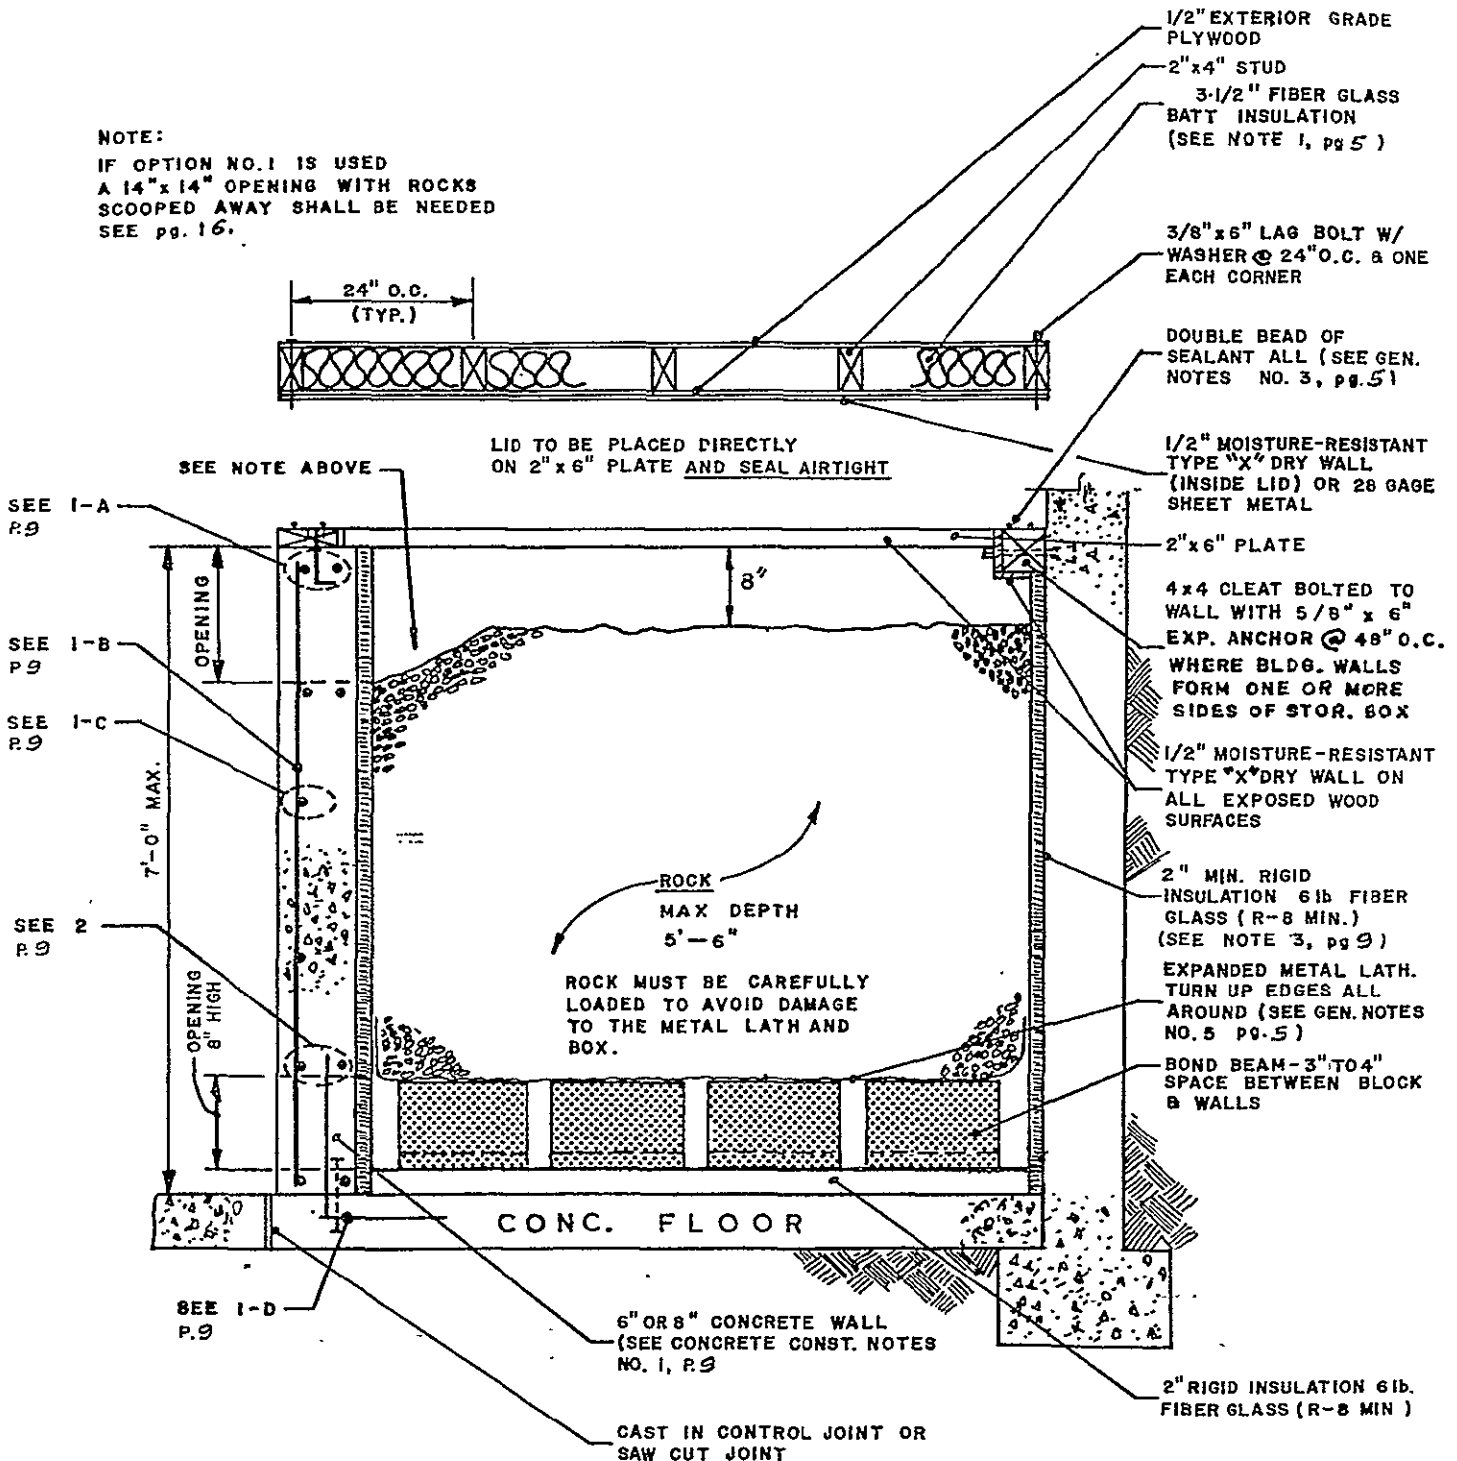 1/2" EXTERIOR GRADE
PLYWOOD
2"x4" STUD
3-1/2" FIBER GLASS
BATT INSULATION
(SEE NOTE 1, pg 5 )
NOTE:
IF OPTION NO.1 IS USED
A 14"x 14" OPENING WITH ROCKS
SCOOPED AWAY SHALL BE NEEDED
SEE pg. 16.
3/8"x6" LAG BOLT W/
WASHER @ 24"O.C. & ONE
EACH CORNER
24" O.C.
(TYP.)
DOUBLE BEAD OF
SEALANT ALL (SEE GEN.
NOTES NO. 3, pg.5)
LID TO BE PLACED DIRECTLY
ON 2"x 6" PLATE AND SEAL AIRTIGHT
1/2" MOISTURE-RESISTANT
TYPE "X" DRY WALL
(INSIDE LID) OR 28 GAGE
SHEET METAL
SEE NOTE ABOVE
SEE 1-A
P.9
2"x6" PLATE
OPENING
8"
4x4 CLEAT BOLTED TO
WALL WITH 5/8" x 6"
EXP. ANCHOR @ 48" O.C.
WHERE BLDG. WALLS
FORM ONE OR MORE
SIDES OF STOR. BOX
SEE 1-B
P.9
SEE 1-C
P.9
1/2" MOISTURE-RESISTANT
TYPE "X" DRY WALL ON
ALL EXPOSED WOOD
SURFACES
7'-0" MAX.
ROCK
MAX DEPTH
5'-6"
2" MIN. RIGID
INSULATION 6lb FIBER
GLASS (R-8 MIN.)
(SEE NOTE 3, pg 9)
SEE 2
P.9
ROCK MUST BE CAREFULLY
LOADED TO AVOID DAMAGE
TO THE METAL LATH AND
BOX.
EXPANDED METAL LATH.
TURN UP EDGES ALL
AROUND (SEE GEN. NOTES
NO. 5 pg.5)
OPENING
8" HIGH
BOND BEAM-3" TO 4"
SPACE BETWEEN BLOCK
& WALLS
CONC. FLOOR
SEE 1-D
P.9
6" OR 8" CONCRETE WALL
(SEE CONCRETE CONST. NOTES
NO. 1, P.9
2" RIGID INSULATION 6lb.
FIBER GLASS (R-8 MIN )
CAST IN CONTROL JOINT OR
SAW CUT JOINT